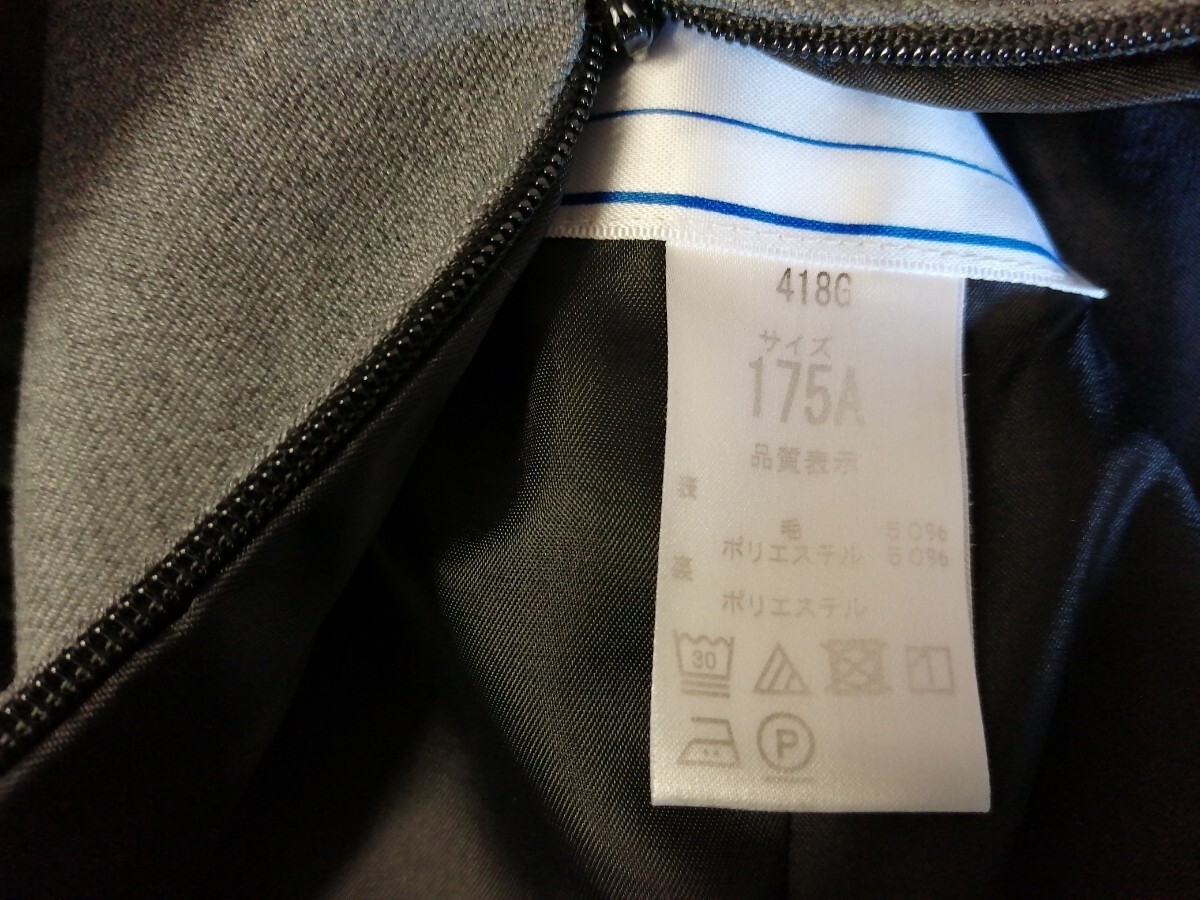 418G
サイズ
175A
品質表示
表
毛 50%
ポリエステル 50%
裏
ポリエステル
30
P